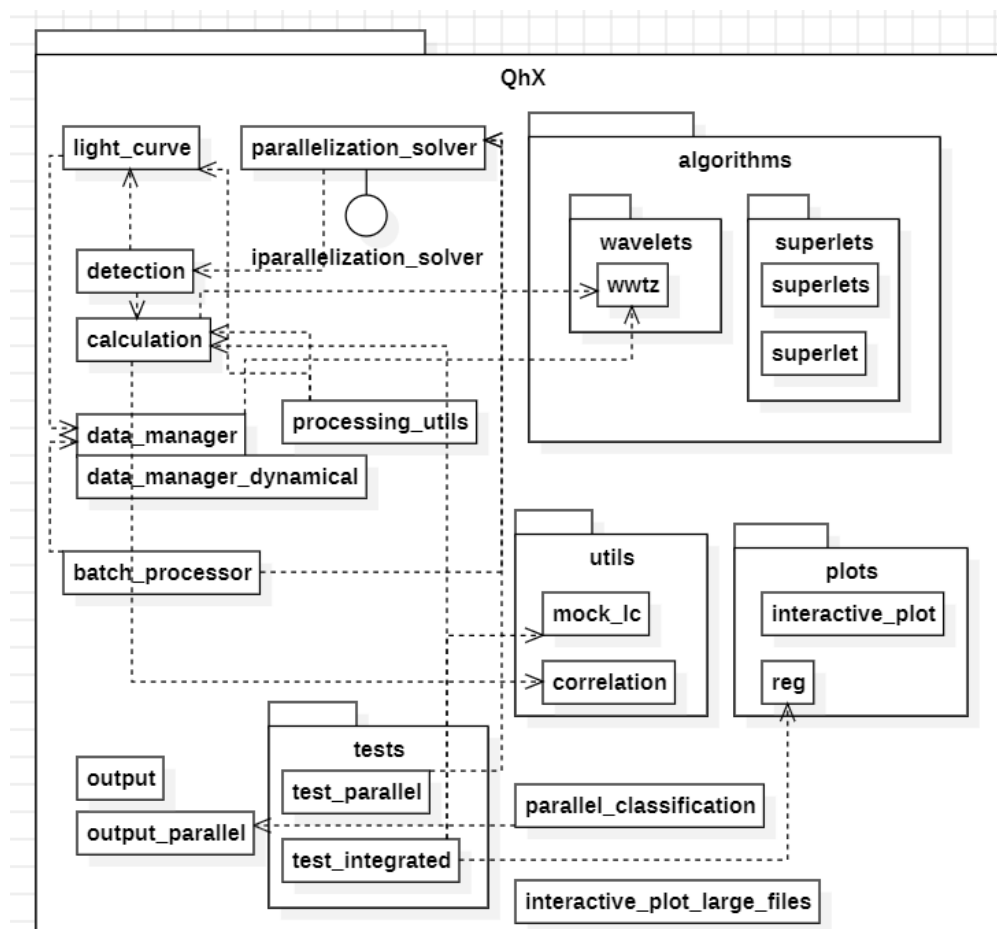 QhX
light_curve
parallelization_solver
iparallelization_solver
detection
calculation
processing_utils
data_manager
data_manager_dynamical
batch_processor
algorithms
wavelets
wwtz
superlets
superlets
superlet
utils
mock_lc
correlation
plots
interactive_plot
reg
tests
test_parallel
test_integrated
output
output_parallel
parallel_classification
interactive_plot_large_files